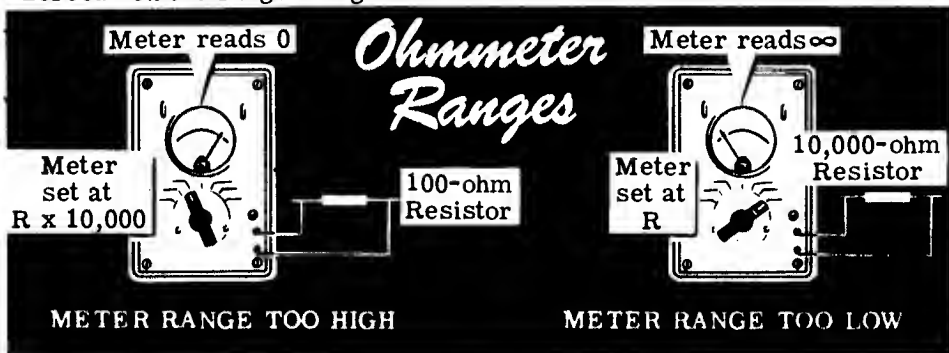 Ohmmeter
Ranges
Meter reads 0
Meter
set at
R x 10,000
100-ohm
Resistor
METER RANGE TOO HIGH
Meter reads ∞
Meter
set at
R
10,000-ohm
Resistor
METER RANGE TOO LOW